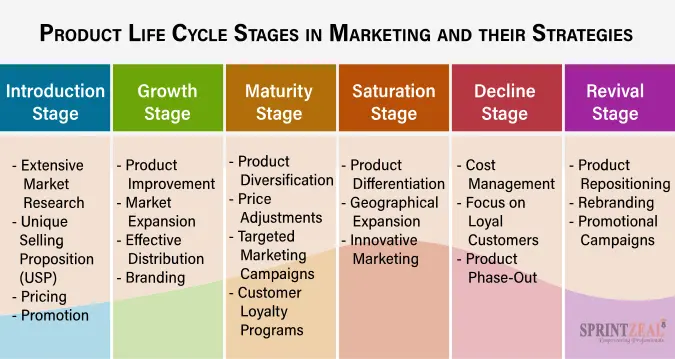 PRODUCT LIFE CYCLE STAGES IN MARKETING AND THEIR STRATEGIES
Introduction
Stage
- Extensive
Market
Research
- Unique
Selling
Proposition
(USP)
- Pricing
- Promotion
Growth
Stage
- Product
Improvement
- Market
Expansion
- Effective
Distribution
- Branding
Maturity
Stage
- Product
Diversification
- Price
Adjustments
- Targeted
Marketing
Campaigns
- Customer
Loyalty
Programs
Saturation
Stage
- Product
Differentiation
- Geographical
Expansion
- Innovative
Marketing
Decline
Stage
- Cost
Management
- Focus on
Loyal
Customers
- Product
Phase-Out
Revival
Stage
- Product
Repositioning
- Rebranding
- Promotional
Campaigns
SPRINTZEAL®
Empowering Professionals